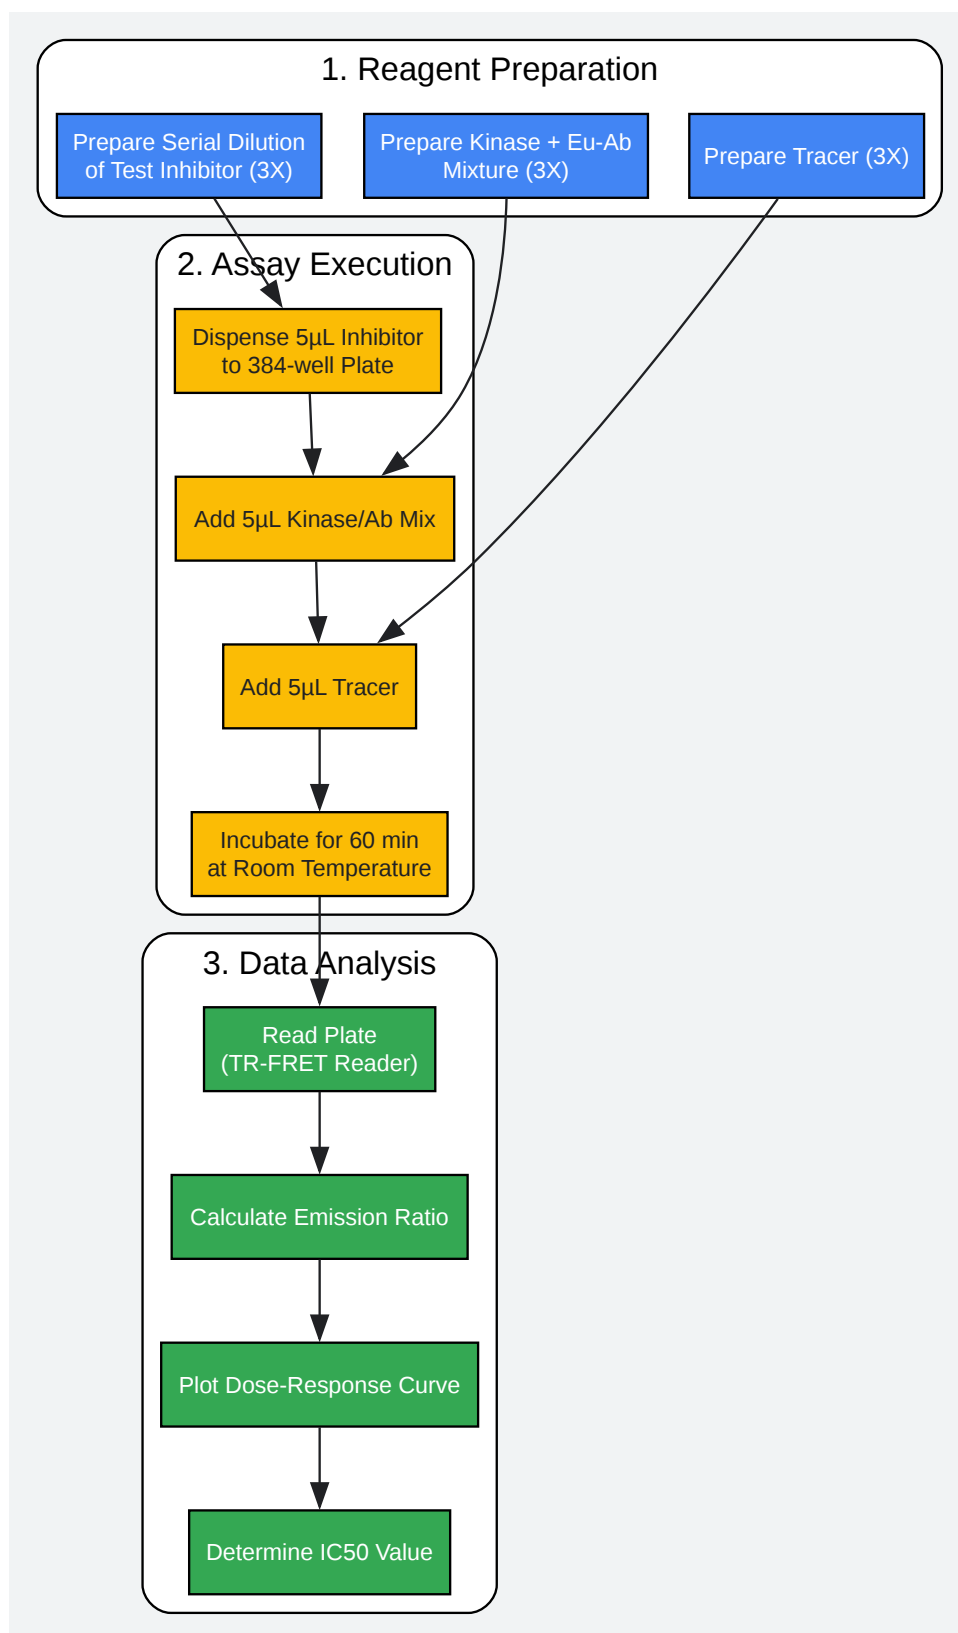 1. Reagent Preparation
Prepare Serial Dilution
of Test Inhibitor (3X)
Prepare Kinase + Eu-Ab
Mixture (3X)
Prepare Tracer (3X)
2. Assay Execution
Dispense 5µL Inhibitor
to 384-well Plate
Add 5µL Kinase/Ab Mix
Add 5µL Tracer
Incubate for 60 min
at Room Temperature
3. Data Analysis
Read Plate
(TR-FRET Reader)
Calculate Emission Ratio
Plot Dose-Response Curve
Determine IC50 Value